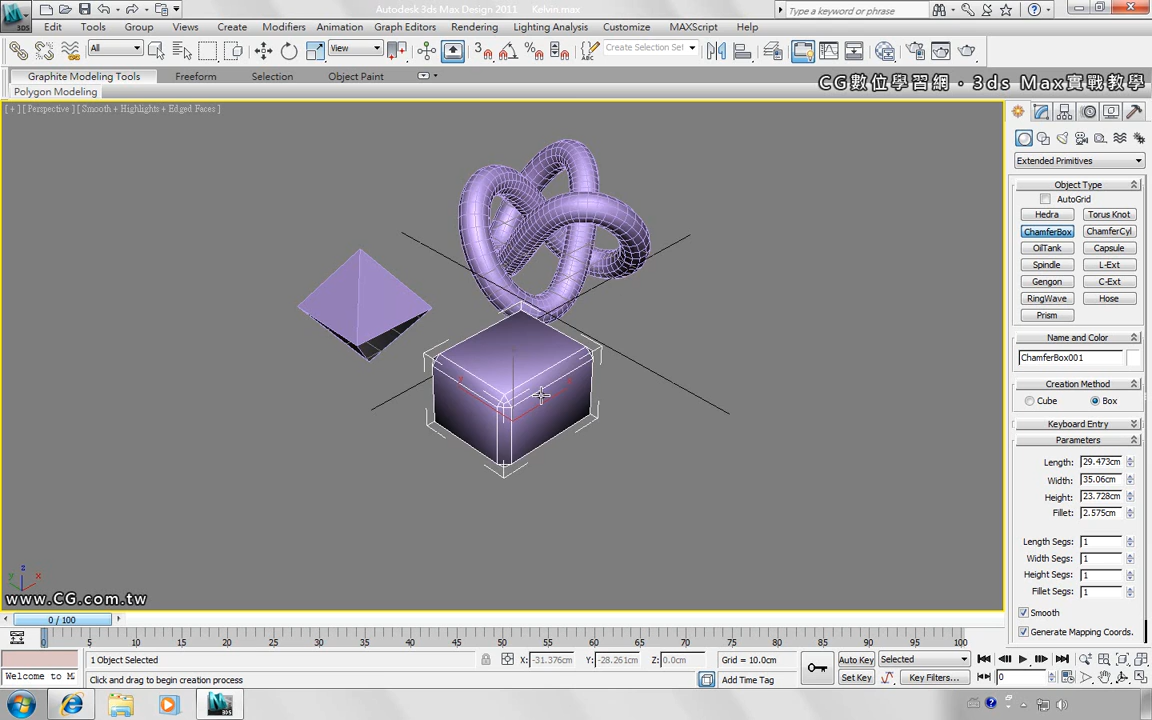 Autodesk 3ds Max Design 2011 Kelvin.max
Type a keyword or phrase
Edit Tools Group Views Create Modifiers Animation Graph Editors Rendering Lighting Analysis Customize MAXScript Help
All View Create Selection Set
Graphite Modeling Tools Freeform Selection Object Paint
Polygon Modeling
CG數位學習網・3ds Max實戰教學
[ + ] [ Perspective ] [ Smooth + Highlights + Edged Faces ]
Extended Primitives
Object Type
AutoGrid
Hedra Torus Knot
ChamferBox ChamferCyl
OilTank Capsule
Spindle L-Ext
Gengon C-Ext
RingWave Hose
Prism
Name and Color
ChamferBox001
Creation Method
Cube Box
Keyboard Entry
Parameters
Length: 29.473cm
Width: 35.06cm
Height: 23.728cm
Fillet: 2.575cm
Length Segs: 1
Width Segs: 1
Height Segs: 1
Fillet Segs: 1
Smooth
Generate Mapping Coords.
z
y x
www.CG.com.tw
0 / 100
0 5 10 15 20 25 30 35 40 45 50 55 60 65 70 75 80 85 90 95 100
1 Object Selected X: -31.376cm Y: -28.261cm Z: 0.0cm Grid = 10.0cm Auto Key Selected
Welcome to M Click and drag to begin creation process Add Time Tag Set Key Key Filters... 0